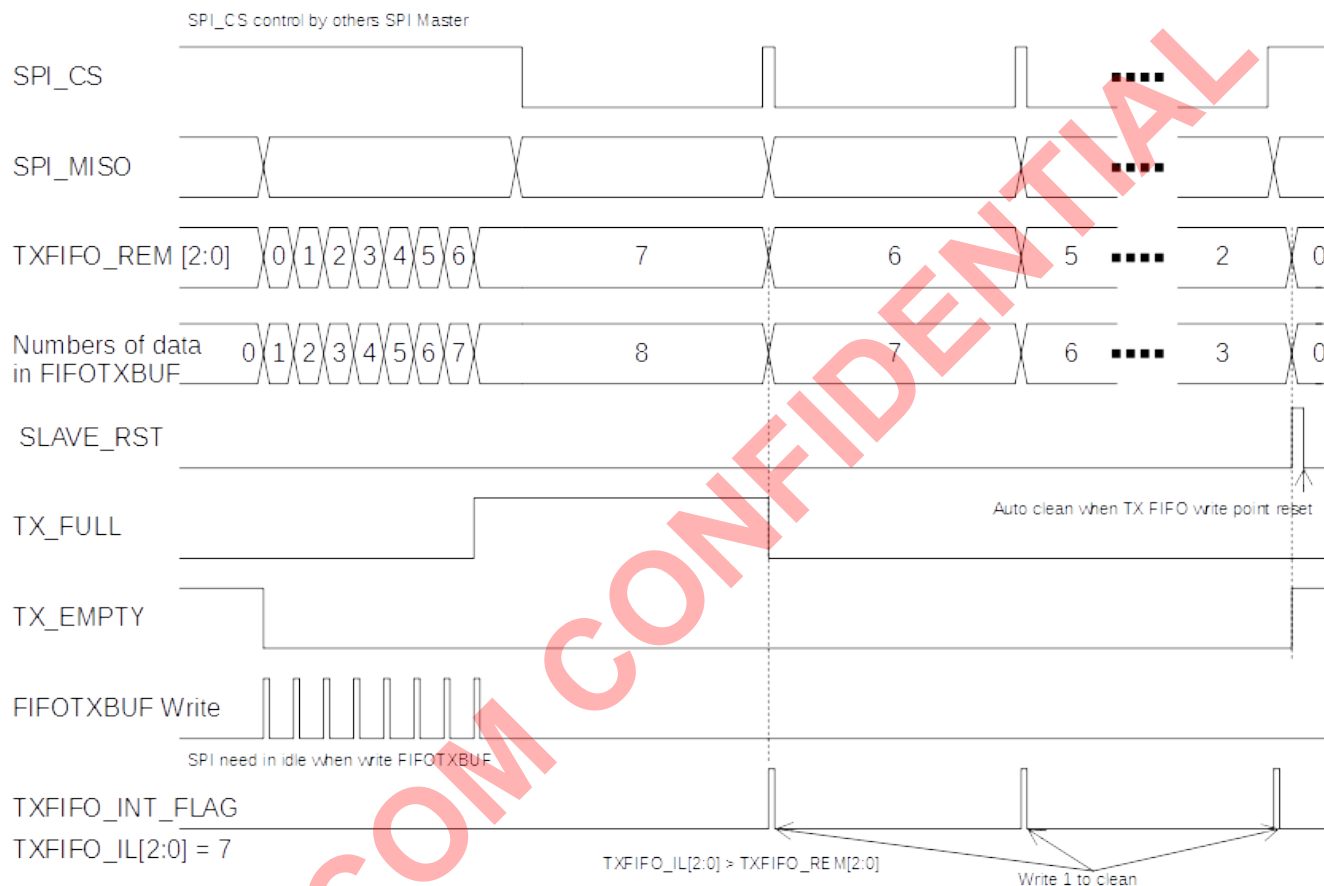 SPI_CS control by others SPI Master
SPI_CS
SPI_MISO
TXFIFO_REM [2:0] 0 1 2 3 4 5 6 7 6 5 2 0
Numbers of data
in FIFOTXBUF 0 1 2 3 4 5 6 7 8 7 6 3 0
SLAVE_RST
Auto clean when TX FIFO write point reset
TX_FULL
TX_EMPTY
FIFOTXBUF Write
SPI need in idle when write FIFOTXBUF
TXFIFO_INT_FLAG
TXFIFO_IL[2:0] = 7
TXFIFO_IL[2:0] > TXFIFO_REM[2:0]
Write 1 to clean
COM CONFIDENTIAL